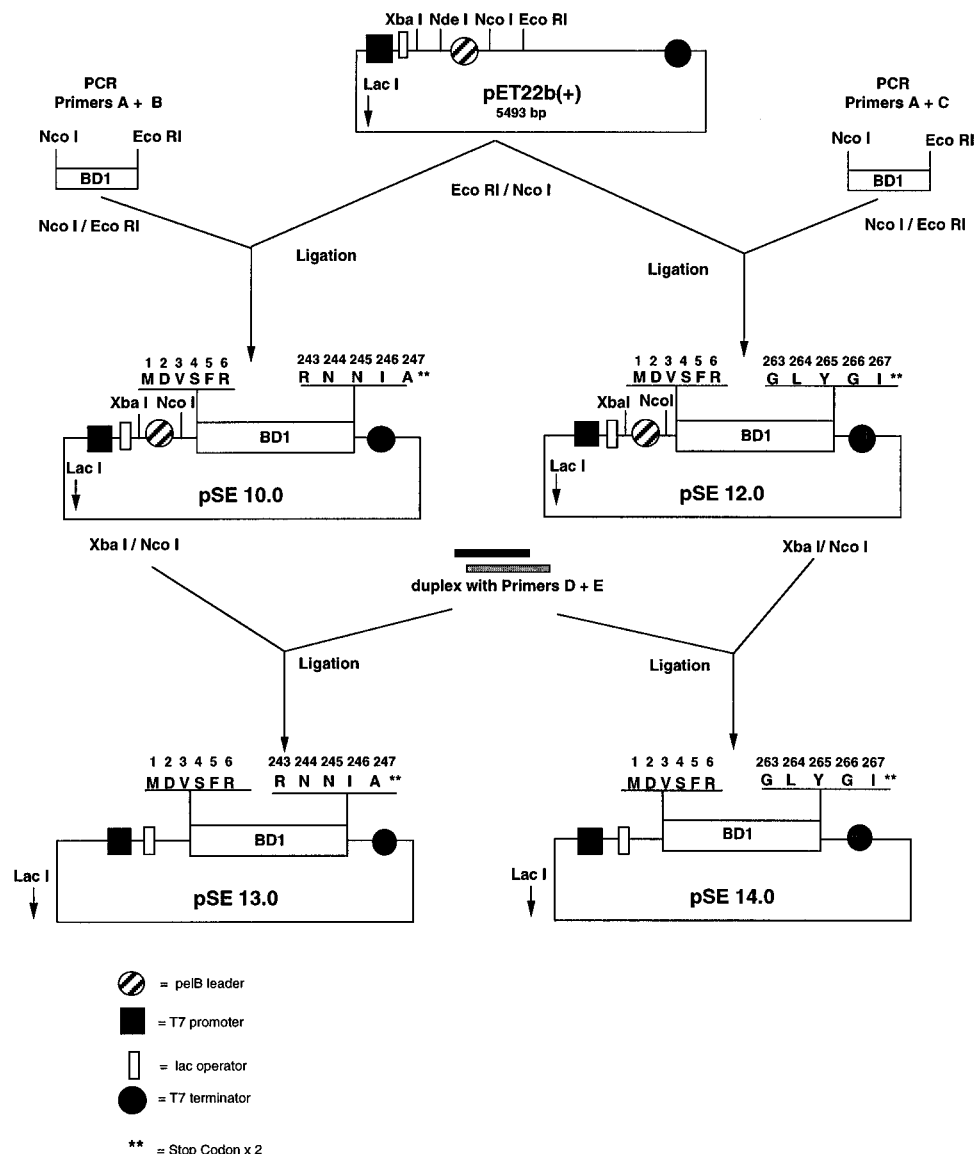 Xba I Nde I Nco I Eco RI
Lac I
pET22b(+)
5493 bp
PCR
Primers A + B
Nco I Eco RI
BD1
Nco I / Eco RI
PCR
Primers A + C
Nco I Eco RI
BD1
Nco I / Eco RI
Eco RI / Nco I
Ligation
Ligation
1 2 3 4 5 6
M D V S F R
243 244 245 246 247
R N N I A **
Xba I Nco I
BD1
Lac I
pSE 10.0
1 2 3 4 5 6
M D V S F R
263 264 265 266 267
G L Y G I **
XbaI NcoI
BD1
Lac I
pSE 12.0
Xba I / Nco I
duplex with Primers D + E
Xba I/ Nco I
Ligation
Ligation
1 2 3 4 5 6
M D V S F R
243 244 245 246 247
R N N I A **
BD1
Lac I
pSE 13.0
1 2 3 4 5 6
M D V S F R
263 264 265 266 267
G L Y G I **
BD1
Lac I
pSE 14.0
= pelB leader
= T7 promoter
= lac operator
= T7 terminator
** = Stop Codon x 2